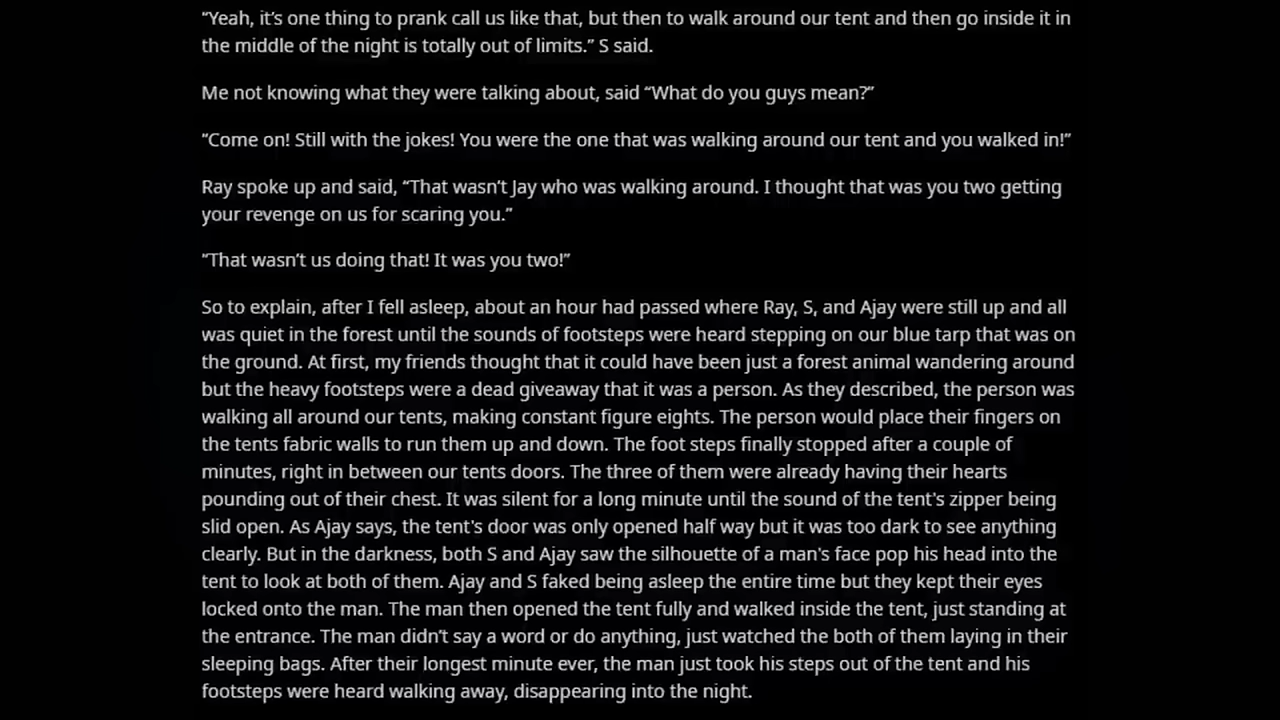 “Yeah, it’s one thing to prank call us like that, but then to walk around our tent and then go inside it in
the middle of the night is totally out of limits.” S said.
Me not knowing what they were talking about, said “What do you guys mean?”
“Come on! Still with the jokes! You were the one that was walking around our tent and you walked in!”
Ray spoke up and said, “That wasn’t Jay who was walking around. I thought that was you two getting
your revenge on us for scaring you.”
“That wasn’t us doing that! It was you two!”
So to explain, after I fell asleep, about an hour had passed where Ray, S, and Ajay were still up and all
was quiet in the forest until the sounds of footsteps were heard stepping on our blue tarp that was on
the ground. At first, my friends thought that it could have been just a forest animal wandering around
but the heavy footsteps were a dead giveaway that it was a person. As they described, the person was
walking all around our tents, making constant figure eights. The person would place their fingers on
the tents fabric walls to run them up and down. The foot steps finally stopped after a couple of
minutes, right in between our tents doors. The three of them were already having their hearts
pounding out of their chest. It was silent for a long minute until the sound of the tent's zipper being
slid open. As Ajay says, the tent's door was only opened half way but it was too dark to see anything
clearly. But in the darkness, both S and Ajay saw the silhouette of a man's face pop his head into the
tent to look at both of them. Ajay and S faked being asleep the entire time but they kept their eyes
locked onto the man. The man then opened the tent fully and walked inside the tent, just standing at
the entrance. The man didn’t say a word or do anything, just watched the both of them laying in their
sleeping bags. After their longest minute ever, the man just took his steps out of the tent and his
footsteps were heard walking away, disappearing into the night.